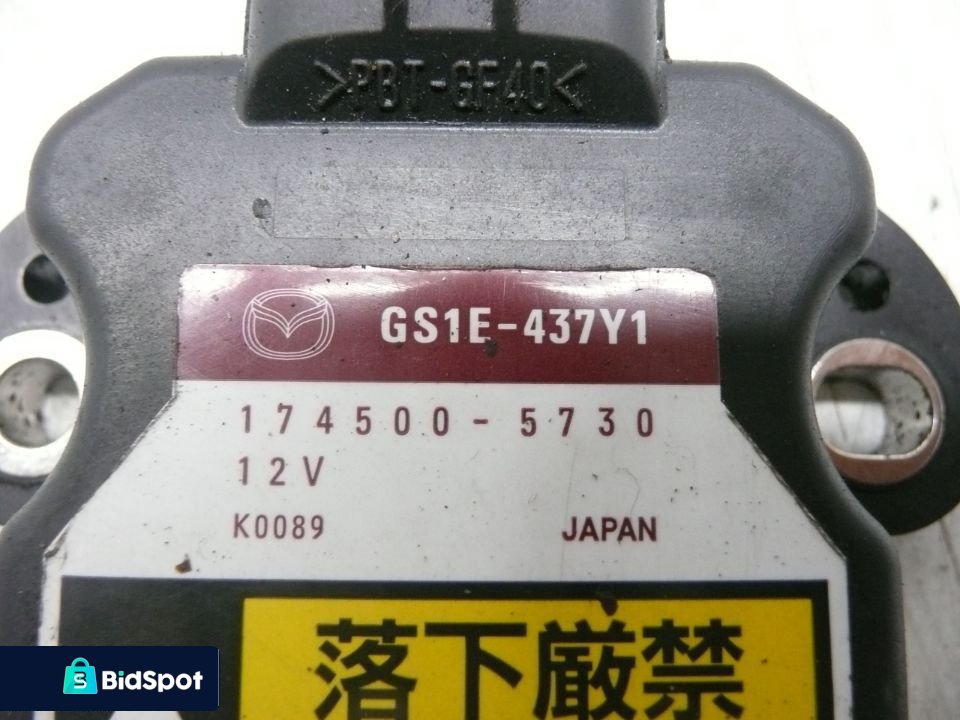 >PBT-GF40<
GS1E-437Y1
174500-5730
12V
K0089 JAPAN
落下厳禁
BidSpot